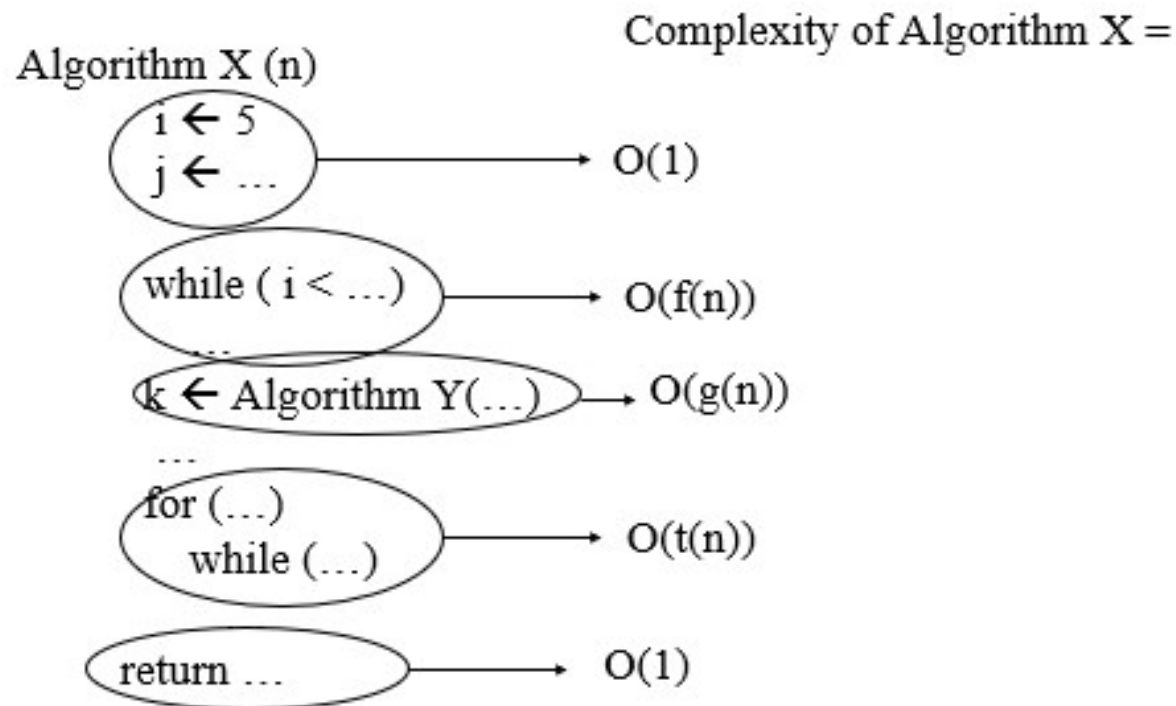 Complexity of Algorithm X =
Algorithm X (n)
i ← 5
j ← …
O(1)
while ( i < …)
O(f(n))
…
k ← Algorithm Y(…)
O(g(n))
…
for (…)
while (…)
O(t(n))
return …
O(1)